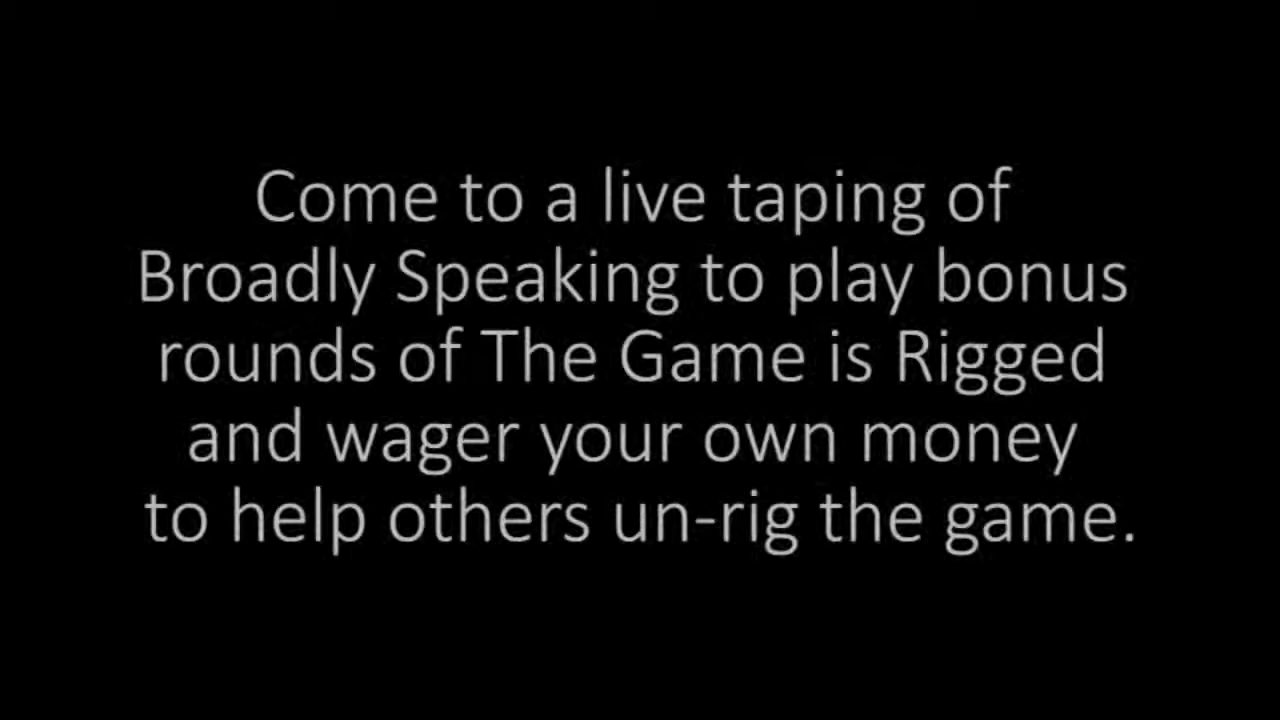 Come to a live taping of
Broadly Speaking to play bonus
rounds of The Game is Rigged
and wager your own money
to help others un-rig the game.